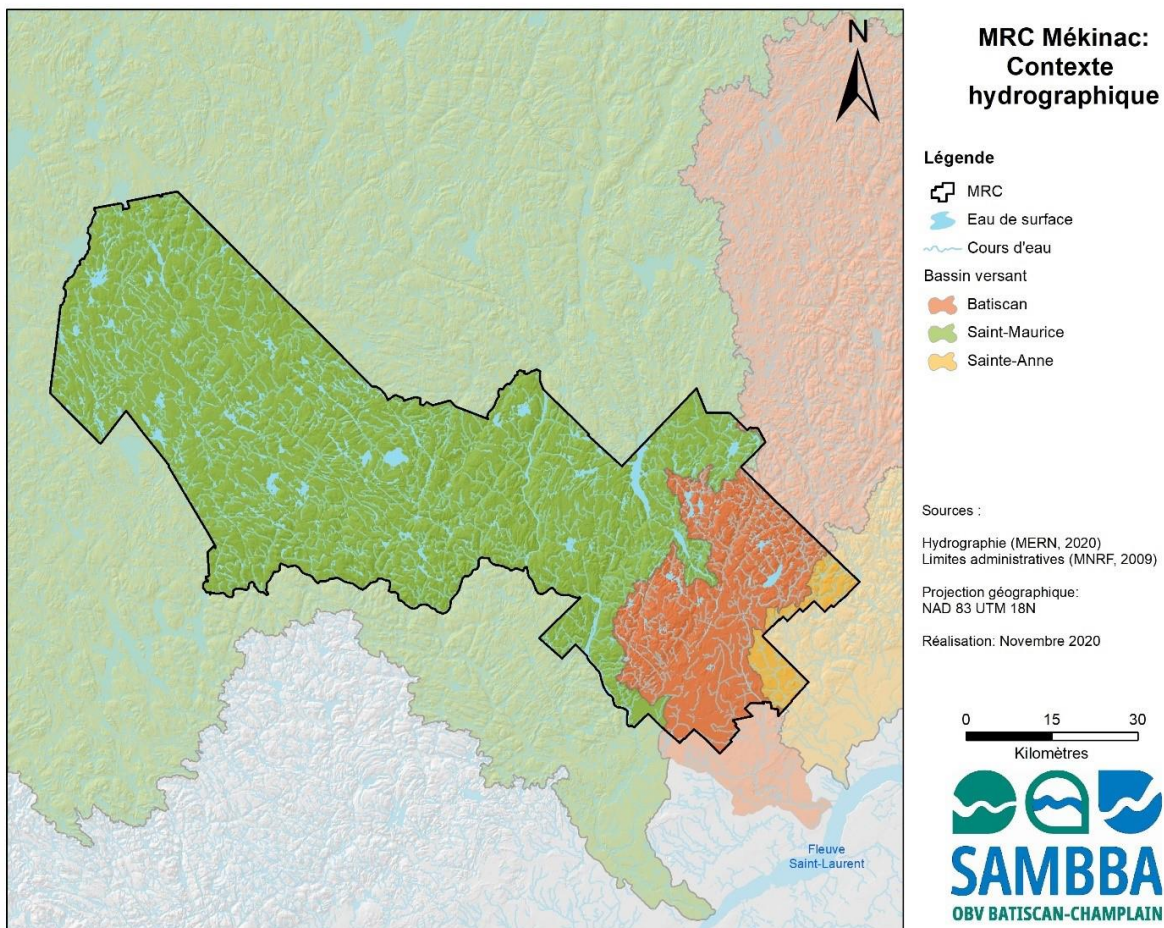 N
Fleuve
Saint-Laurent
MRC Mékinac:
Contexte
hydrographique
Légende
MRC
Eau de surface
Cours d'eau
Bassin versant
Batiscan
Saint-Maurice
Sainte-Anne
Sources :
Hydrographie (MERN, 2020)
Limites administratives (MNRF, 2009)
Projection géographique:
NAD 83 UTM 18N
Réalisation: Novembre 2020
0 15 30
Kilomètres
SAMBBA
OBV BATISCAN-CHAMPLAIN